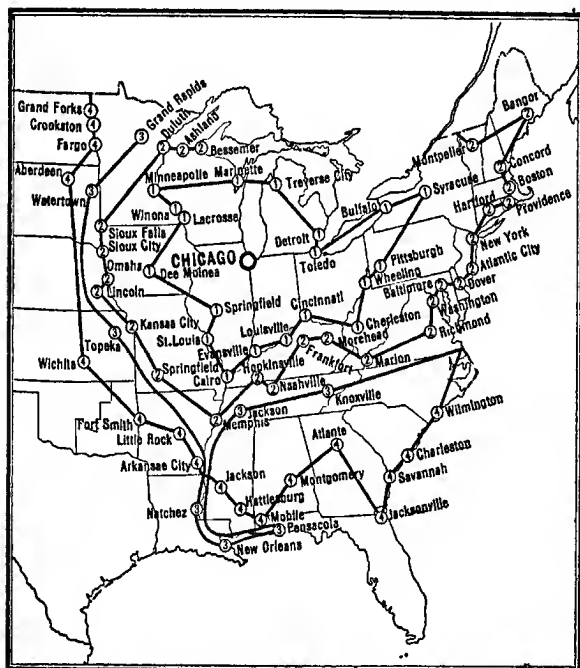 Grand Rapids
Grand Forks
Crookston
Fargo
Duluth
Ashland
Bessemer
Bangor
Montpelier
Aberdeen
Watertown
Minneapolis
Marinette
Treverse City
Concord
Boston
Syracuse
Buffalo
Hartford
Providence
Winona
Lacrosse
Sioux Falls
Sioux City
Detroit
Toledo
New York
CHICAGO
Omaha
Des Moines
Lincoln
Pittsburgh
Wheeling
Atlantic City
Baltimore
Dover
Washington
Springfield
Cincinnati
Kansas City
St. Louis
Louisville
Charleston
Richmond
Topeka
Evansville
Morehead
Frankfort
Marion
Wichita
Springfield
Cairo
Hopkinsville
Nashville
Knoxville
Jackson
Memphis
Fort Smith
Little Rock
Wilmington
Atlante
Arkansas City
Jackson
Montgomery
Charleston
Savannah
Hattiesburg
Natchez
Mobile
Pensacola
Jacksonville
New Orleans